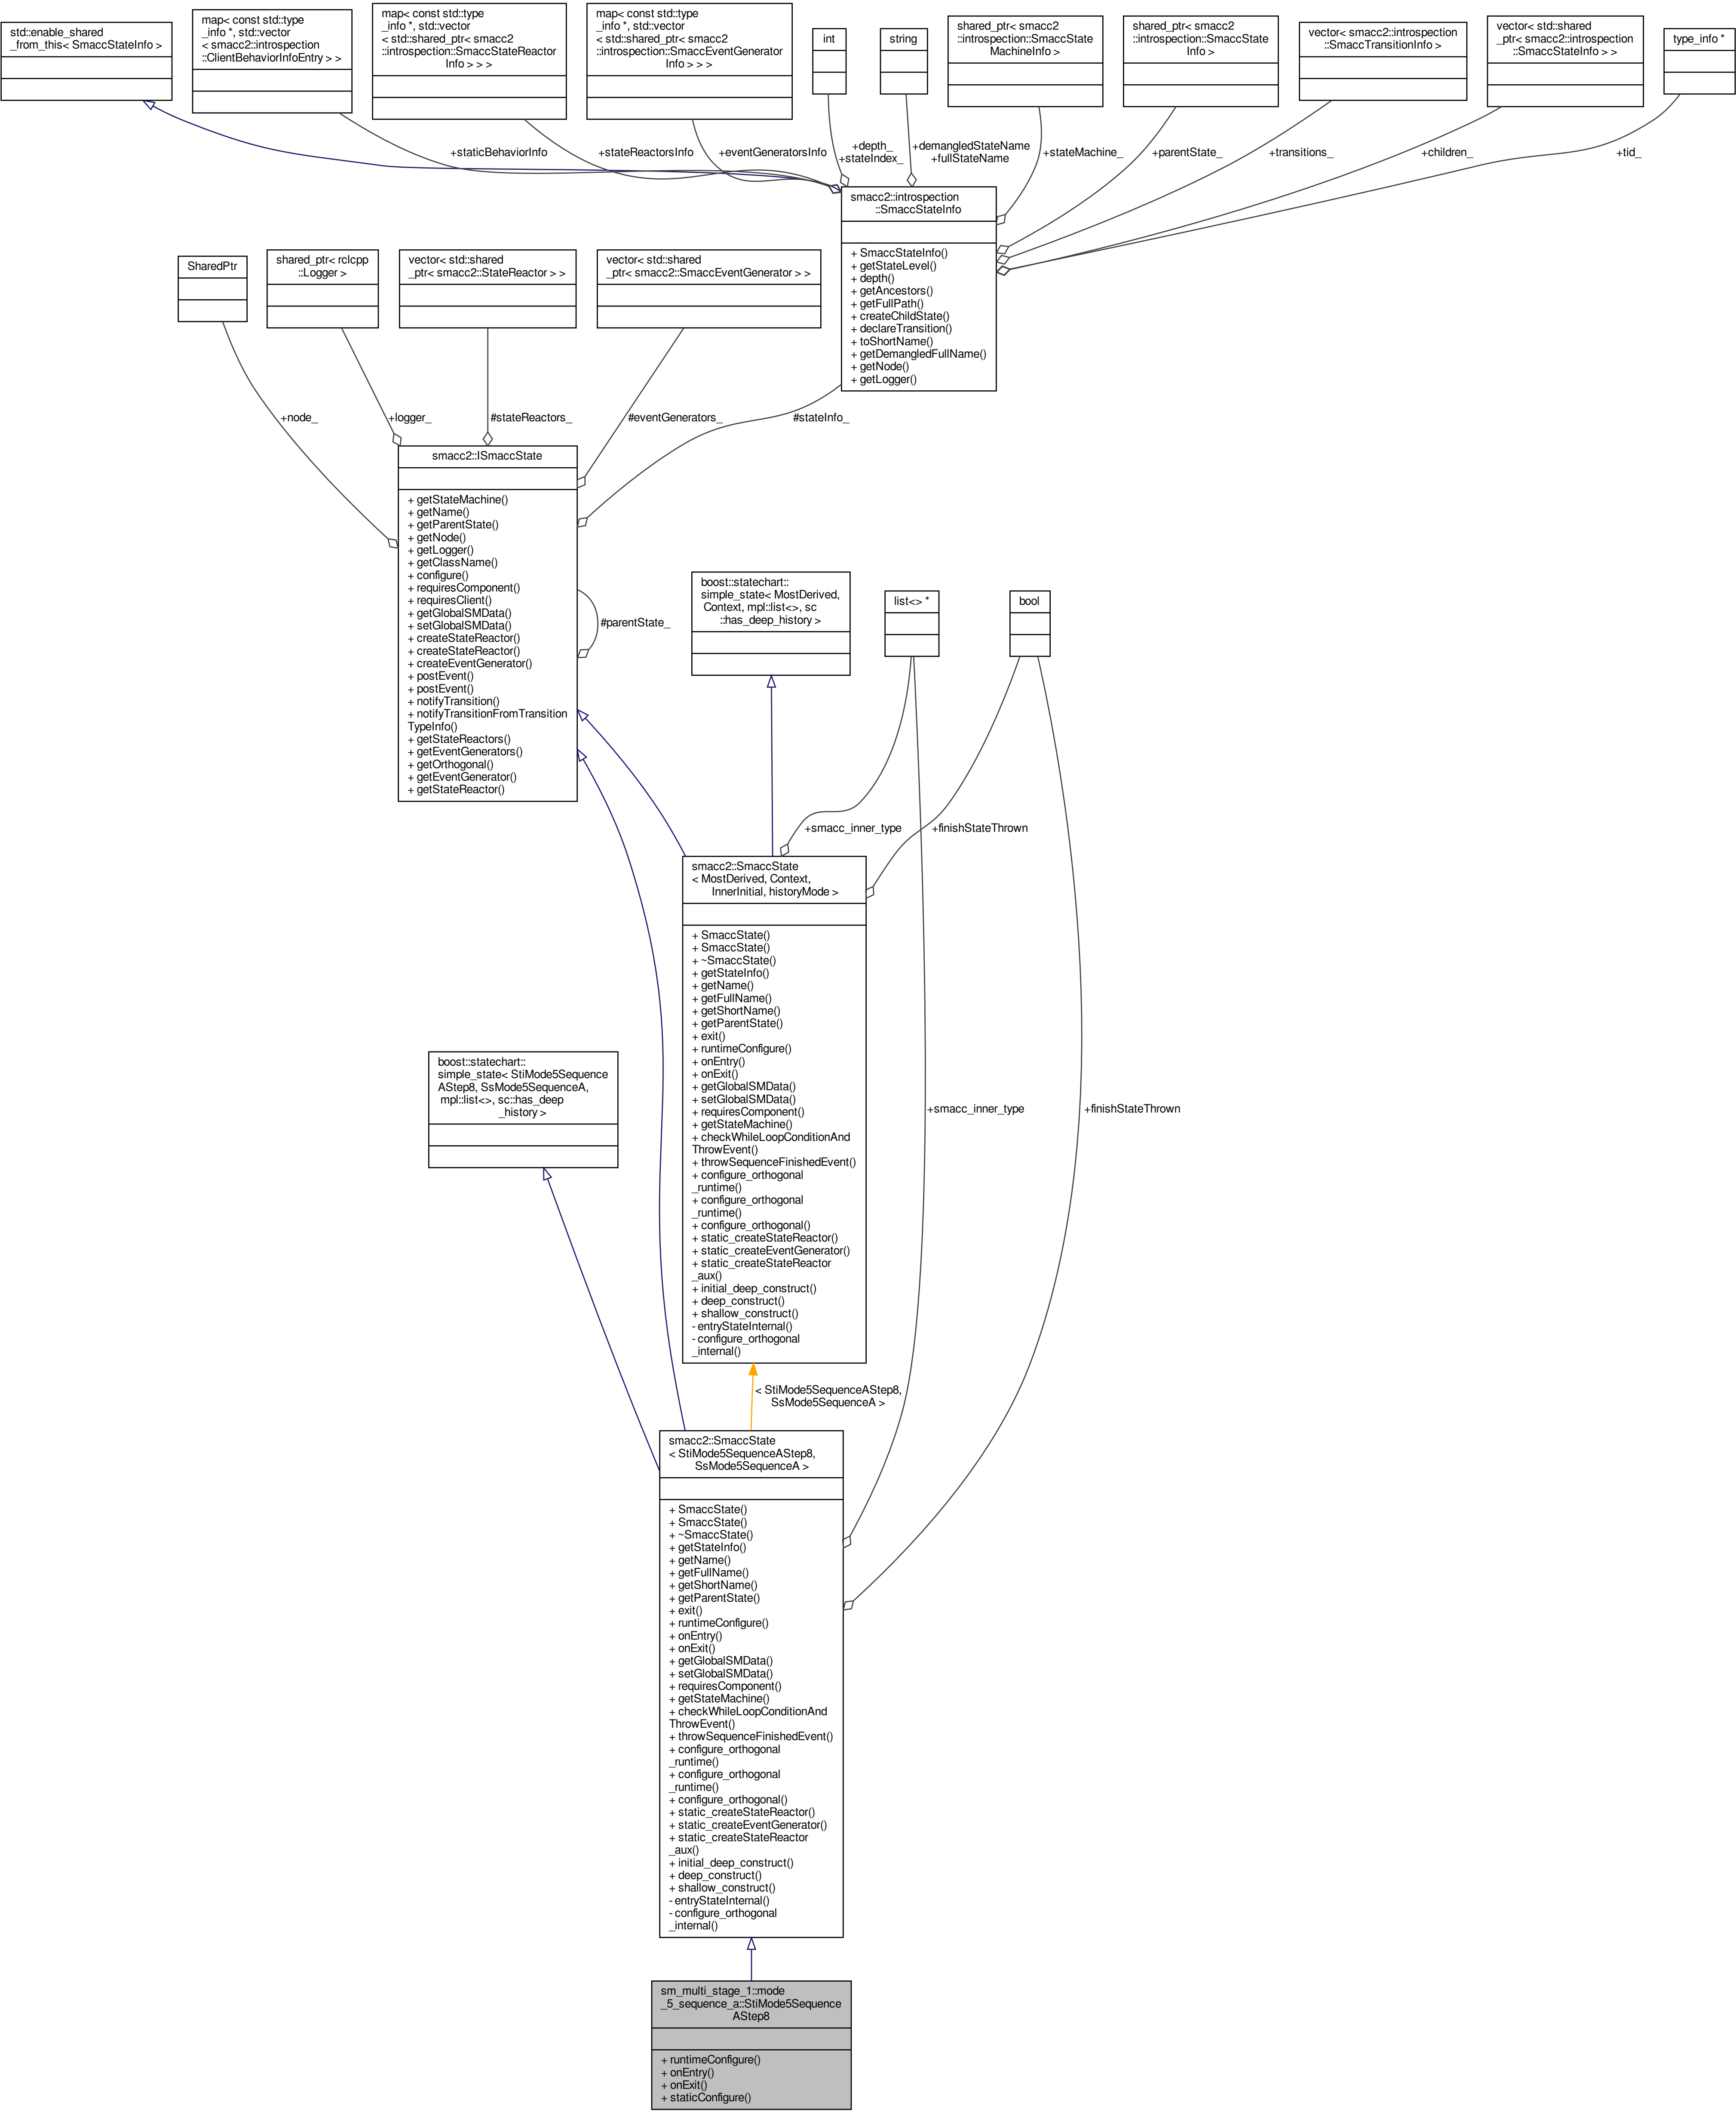 std::enable_shared
_from_this< SmaccStateInfo >
map< const std::type
_info *, std::vector
< smacc2::introspection
::ClientBehaviorInfoEntry > >
map< const std::type
_info *, std::vector
< std::shared_ptr< smacc2
::introspection::SmaccStateReactor
Info > > >
map< const std::type
_info *, std::vector
< std::shared_ptr< smacc2
::introspection::SmaccEventGenerator
Info > > >
int
string
shared_ptr< smacc2
::introspection::SmaccState
MachineInfo >
shared_ptr< smacc2
::introspection::SmaccState
Info >
vector< smacc2::introspection
::SmaccTransitionInfo >
vector< std::shared
_ptr< smacc2::introspection
::SmaccStateInfo > >
type_info *
+staticBehaviorInfo
+stateReactorsInfo
+eventGeneratorsInfo
+depth_
+stateIndex_
+demangledStateName
+fullStateName
+stateMachine_
+parentState_
+transitions_
+children_
+tid_
smacc2::introspection
::SmaccStateInfo
+ SmaccStateInfo()
+ getStateLevel()
+ depth()
+ getAncestors()
+ getFullPath()
+ createChildState()
+ declareTransition()
+ toShortName()
+ getDemangledFullName()
+ getNode()
+ getLogger()
SharedPtr
shared_ptr< rclcpp
::Logger >
vector< std::shared
_ptr< smacc2::StateReactor > >
vector< std::shared
_ptr< smacc2::SmaccEventGenerator > >
+node_
+logger_
#stateReactors_
#eventGenerators_
#stateInfo_
smacc2::ISmaccState
+ getStateMachine()
+ getName()
+ getParentState()
+ getNode()
+ getLogger()
+ getClassName()
+ configure()
+ requiresComponent()
+ requiresClient()
+ getGlobalSMData()
+ setGlobalSMData()
+ createStateReactor()
+ createStateReactor()
+ createEventGenerator()
+ postEvent()
+ postEvent()
+ notifyTransition()
+ notifyTransitionFromTransition
TypeInfo()
+ getStateReactors()
+ getEventGenerators()
+ getOrthogonal()
+ getEventGenerator()
+ getStateReactor()
#parentState_
boost::statechart::
simple_state< MostDerived,
Context, mpl::list<>, sc
::has_deep_history >
list<> *
bool
+smacc_inner_type
+finishStateThrown
smacc2::SmaccState
< MostDerived, Context,
InnerInitial, historyMode >
+ SmaccState()
+ SmaccState()
+ ~SmaccState()
+ getStateInfo()
+ getName()
+ getFullName()
+ getShortName()
+ getParentState()
+ exit()
+ runtimeConfigure()
+ onEntry()
+ onExit()
+ getGlobalSMData()
+ setGlobalSMData()
+ requiresComponent()
+ getStateMachine()
+ checkWhileLoopConditionAnd
ThrowEvent()
+ throwSequenceFinishedEvent()
+ configure_orthogonal
_runtime()
+ configure_orthogonal
_runtime()
+ configure_orthogonal()
+ static_createStateReactor()
+ static_createEventGenerator()
+ static_createStateReactor
_aux()
+ initial_deep_construct()
+ deep_construct()
+ shallow_construct()
- entryStateInternal()
- configure_orthogonal
_internal()
boost::statechart::
simple_state< StiMode5Sequence
AStep8, SsMode5SequenceA,
mpl::list<>, sc::has_deep
_history >
+smacc_inner_type
+finishStateThrown
< StiMode5SequenceAStep8,
SsMode5SequenceA >
smacc2::SmaccState
< StiMode5SequenceAStep8,
SsMode5SequenceA >
+ SmaccState()
+ SmaccState()
+ ~SmaccState()
+ getStateInfo()
+ getName()
+ getFullName()
+ getShortName()
+ getParentState()
+ exit()
+ runtimeConfigure()
+ onEntry()
+ onExit()
+ getGlobalSMData()
+ setGlobalSMData()
+ requiresComponent()
+ getStateMachine()
+ checkWhileLoopConditionAnd
ThrowEvent()
+ throwSequenceFinishedEvent()
+ configure_orthogonal
_runtime()
+ configure_orthogonal
_runtime()
+ configure_orthogonal()
+ static_createStateReactor()
+ static_createEventGenerator()
+ static_createStateReactor
_aux()
+ initial_deep_construct()
+ deep_construct()
+ shallow_construct()
- entryStateInternal()
- configure_orthogonal
_internal()
sm_multi_stage_1::mode
_5_sequence_a::StiMode5Sequence
AStep8
+ runtimeConfigure()
+ onEntry()
+ onExit()
+ staticConfigure()